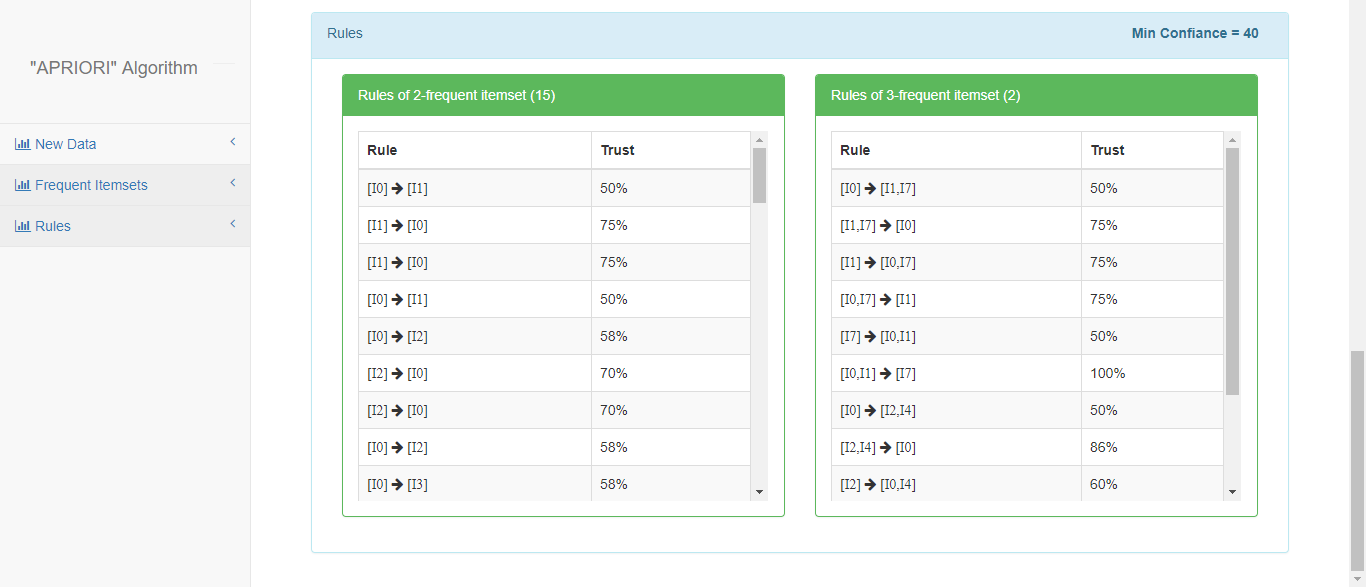 "APRIORI" Algorithm
New Data
Frequent Itemsets
Rules
Rules Min Confiance = 40
Rules of 2-frequent itemset (15)
Rule Trust
[I0] → [I1] 50%
[I1] → [I0] 75%
[I1] → [I0] 75%
[I0] → [I1] 50%
[I0] → [I2] 58%
[I2] → [I0] 70%
[I2] → [I0] 70%
[I0] → [I2] 58%
[I0] → [I3] 58%
Rules of 3-frequent itemset (2)
Rule Trust
[I0] → [I1,I7] 50%
[I1,I7] → [I0] 75%
[I1] → [I0,I7] 75%
[I0,I7] → [I1] 75%
[I7] → [I0,I1] 50%
[I0,I1] → [I7] 100%
[I0] → [I2,I4] 50%
[I2,I4] → [I0] 86%
[I2] → [I0,I4] 60%